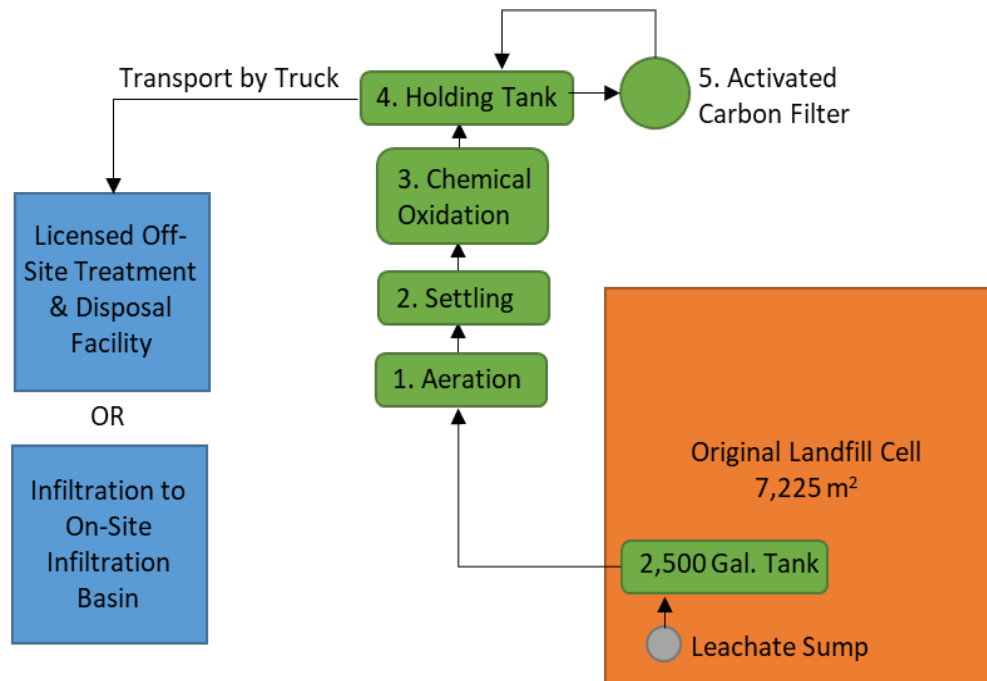 Transport by Truck
4. Holding Tank
5. Activated
Carbon Filter
3. Chemical
Oxidation
Licensed Off-
Site Treatment
& Disposal
Facility
2. Settling
1. Aeration
OR
Original Landfill Cell
7,225 m²
Infiltration to
On-Site
Infiltration
Basin
2,500 Gal. Tank
Leachate Sump